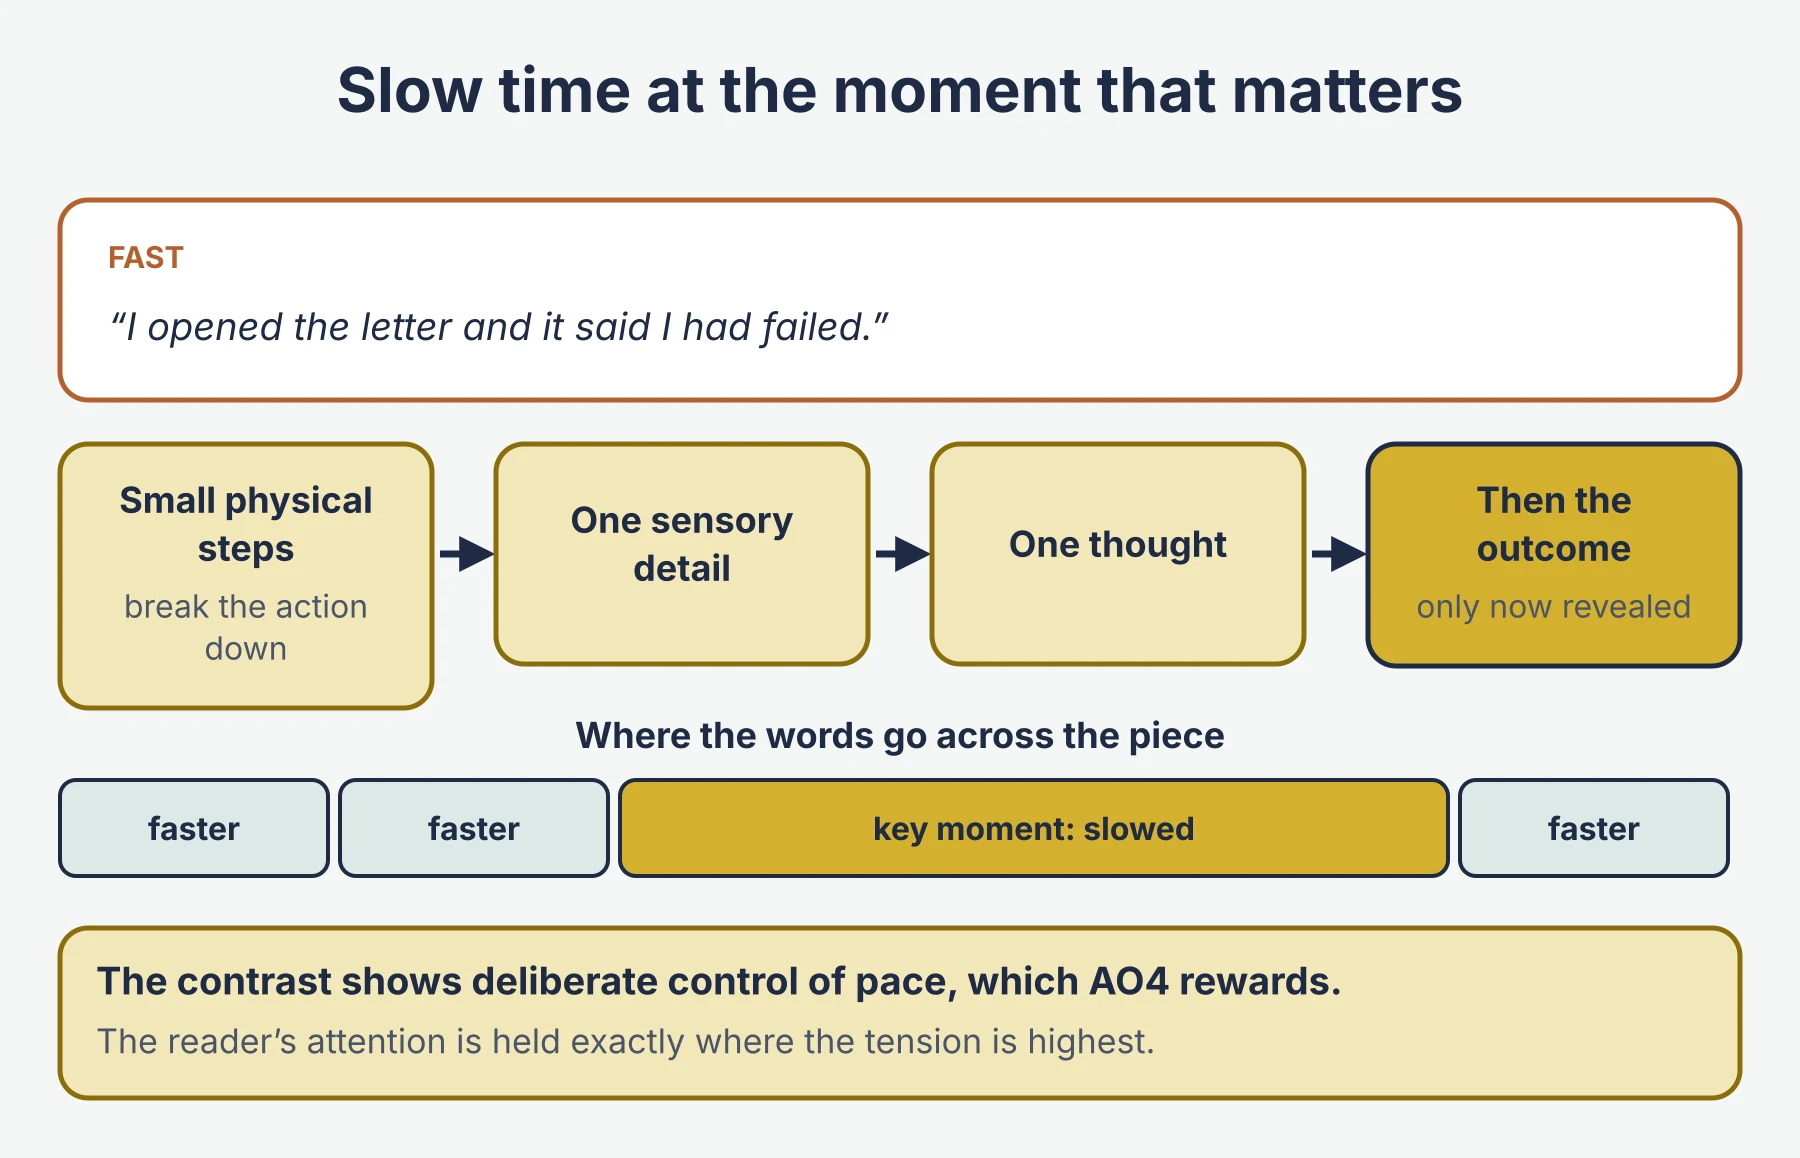 Slow time at the moment that matters
FAST
“I opened the letter and it said I had failed.”
Small physical
steps
break the action
down
One sensory
detail
One thought
Then the
outcome
only now revealed
Where the words go across the piece
faster
faster
key moment: slowed
faster
The contrast shows deliberate control of pace, which AO4 rewards.
The reader’s attention is held exactly where the tension is highest.